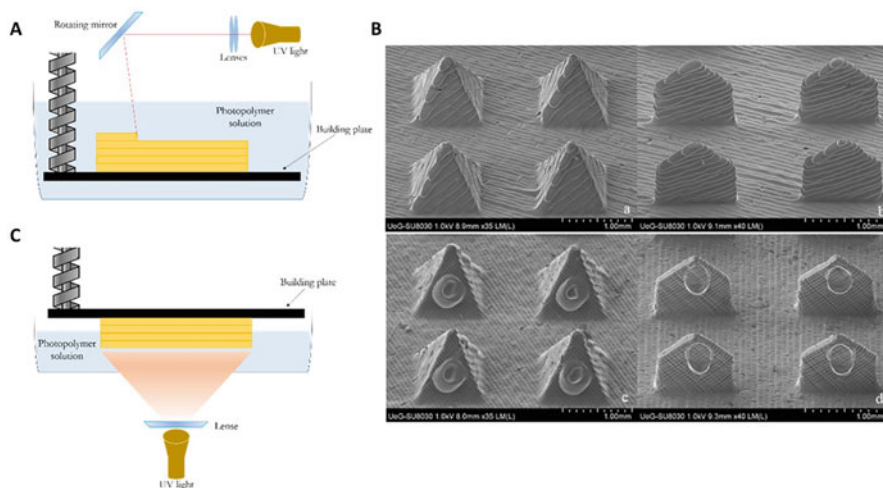 A
Rotating mirror
Lenses
UV light
Photopolymer
solution
Building plate
B
a
UoG-SU8030 1.0kV 8.9mm x35 LM(L)
1.00mm
b
UoG-SU8030 1.0kV 9.1mm x40 LM(L)
1.00mm
c
UoG-SU8030 1.0kV 8.0mm x35 LM(L)
1.00mm
d
UoG-SU8030 1.0kV 9.3mm x40 LM(L)
1.00mm
C
Building plate
Photopolymer
solution
Lense
UV light